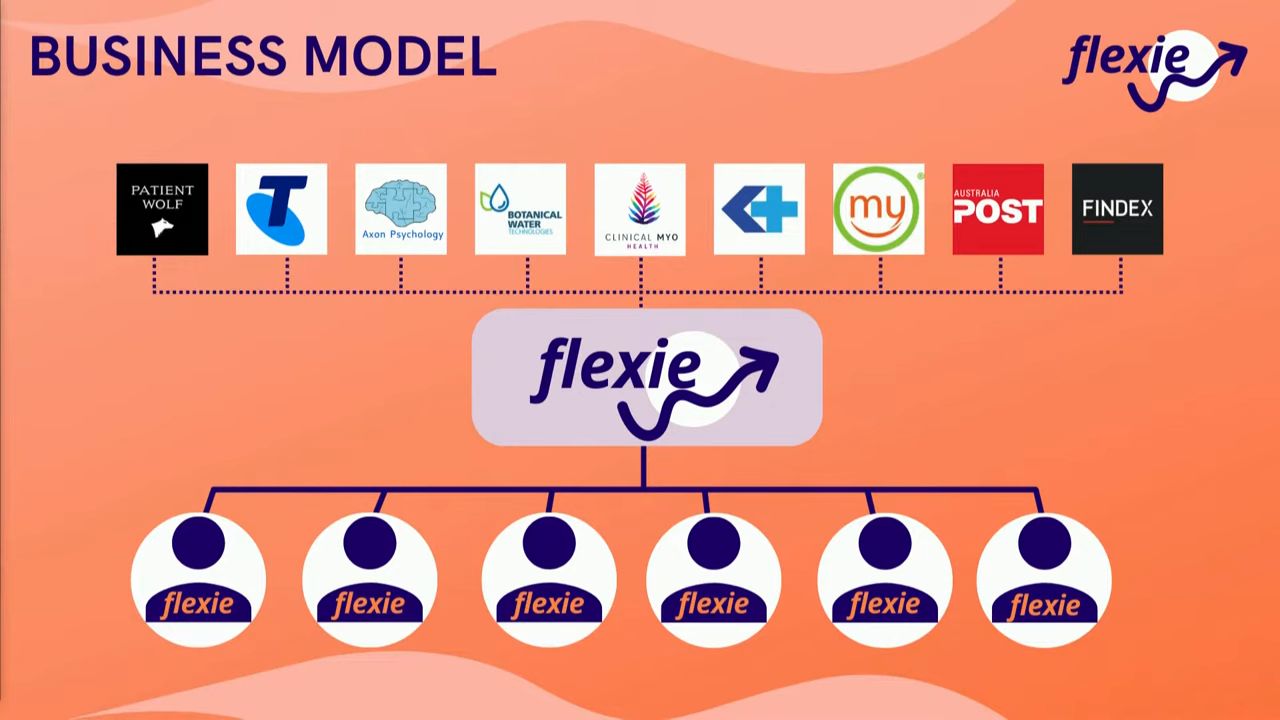 BUSINESS MODEL
flexie
PATIENT
WOLF
T
Axon Psychology
BOTANICAL
WATER
TECHNOLOGIES
CLINICAL MYO
HEALTH
my
®
AUSTRALIA
POST
FINDEX
flexie
flexie
flexie
flexie
flexie
flexie
flexie